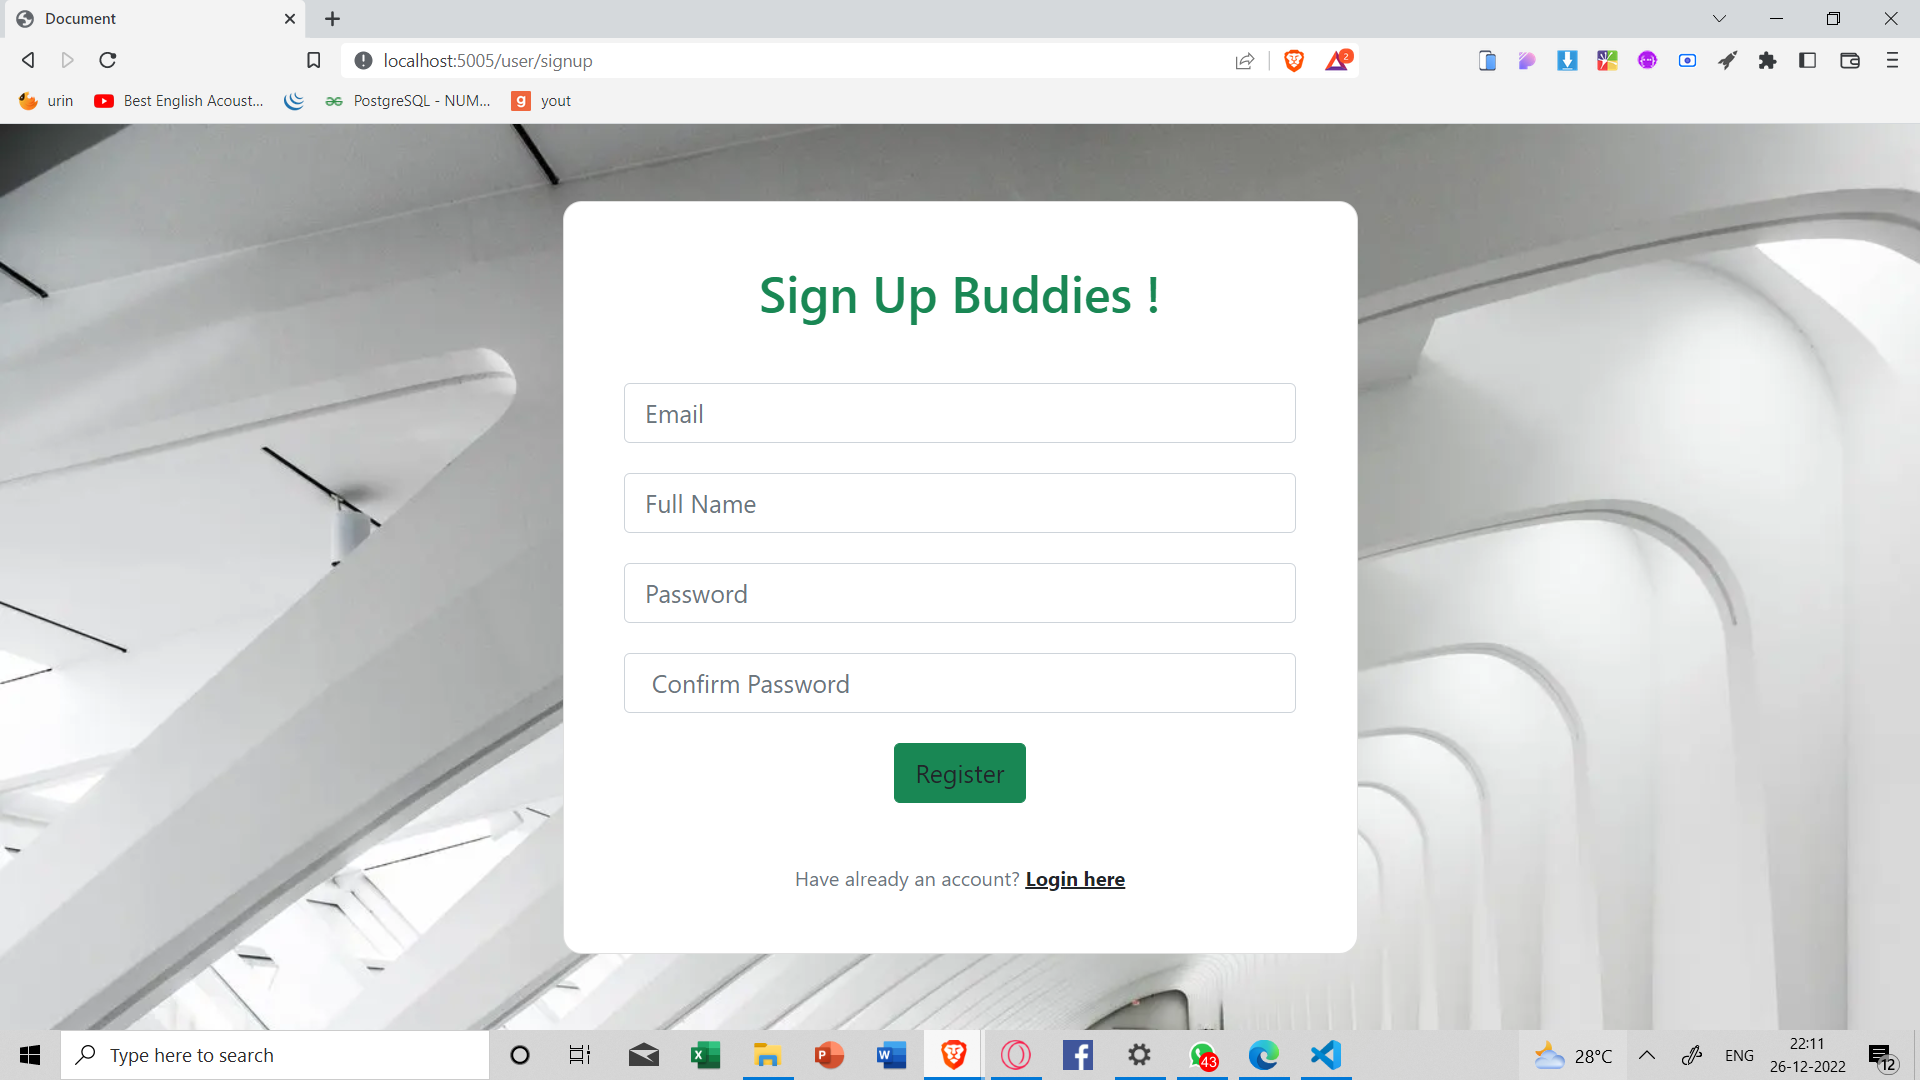 Document
localhost:5005/user/signup
2
urin
Best English Acoust...
PostgreSQL - NUM...
g
yout
Sign Up Buddies !
Email
Full Name
Password
Confirm Password
Register
Have already an account? Login here
Type here to search
43
28°C
ENG
22:11
26-12-2022
12